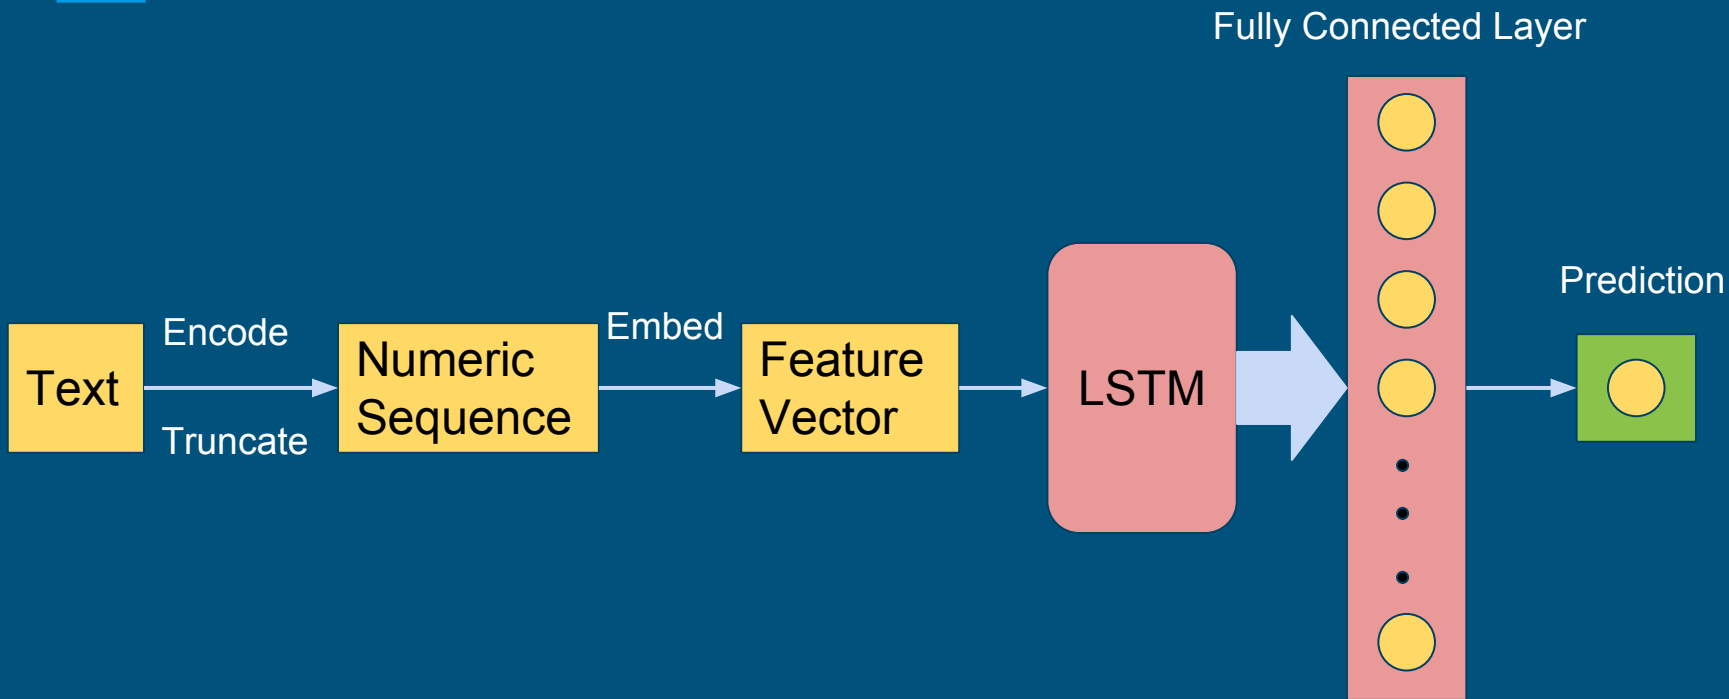 Fully Connected Layer
Prediction
Text
Encode
Truncate
Numeric
Sequence
Embed
Feature
Vector
LSTM